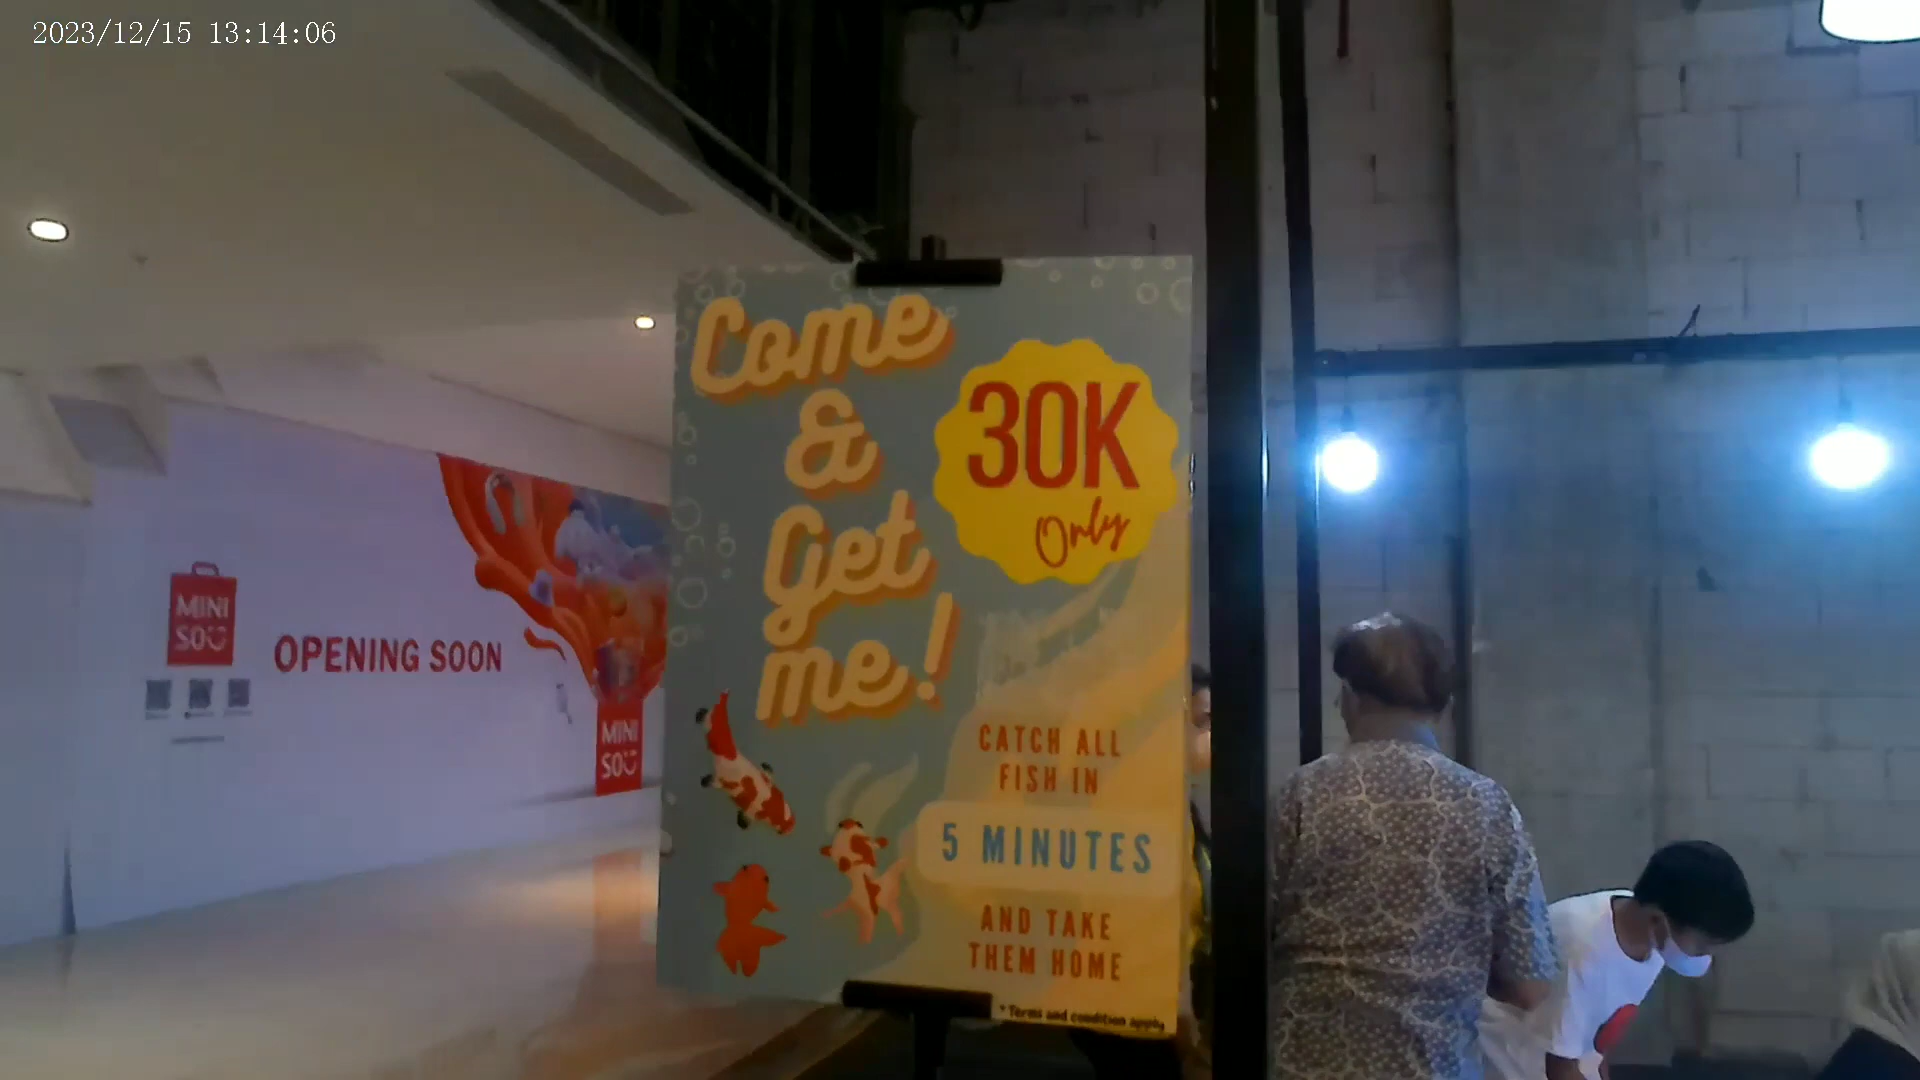 2023/12/15 13:14:06
Come
&
Get
me!
30K
Only
CATCH ALL
FISH IN
5 MINUTES
AND TAKE
THEM HOME
* Terms and condition apply
MINI
SO
OPENING SOON
MINI
SO